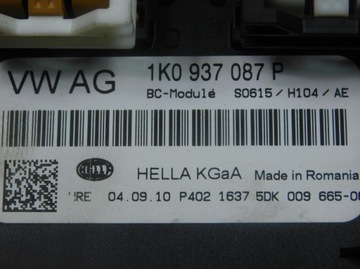 VW AG 1K0 937 087 P
BC-Modulé S0615/H104/AE
HELLA
HELLA KGaA Made in Romania
04.09.10 P402 1637 5DK 009 665-